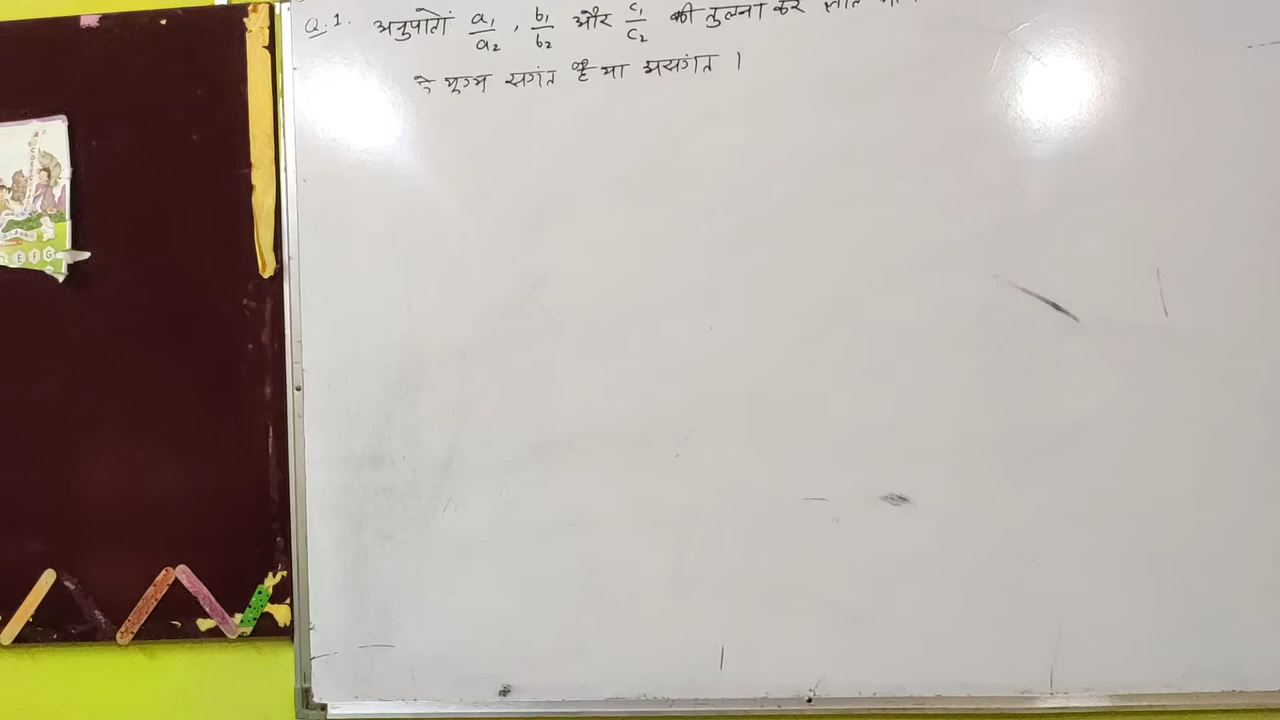 Q.1. अनुपातों a₁/a₂, b₁/b₂ और c₁/c₂ की तुलना कर
के युग्म संगत है या असंगत ।
E F G